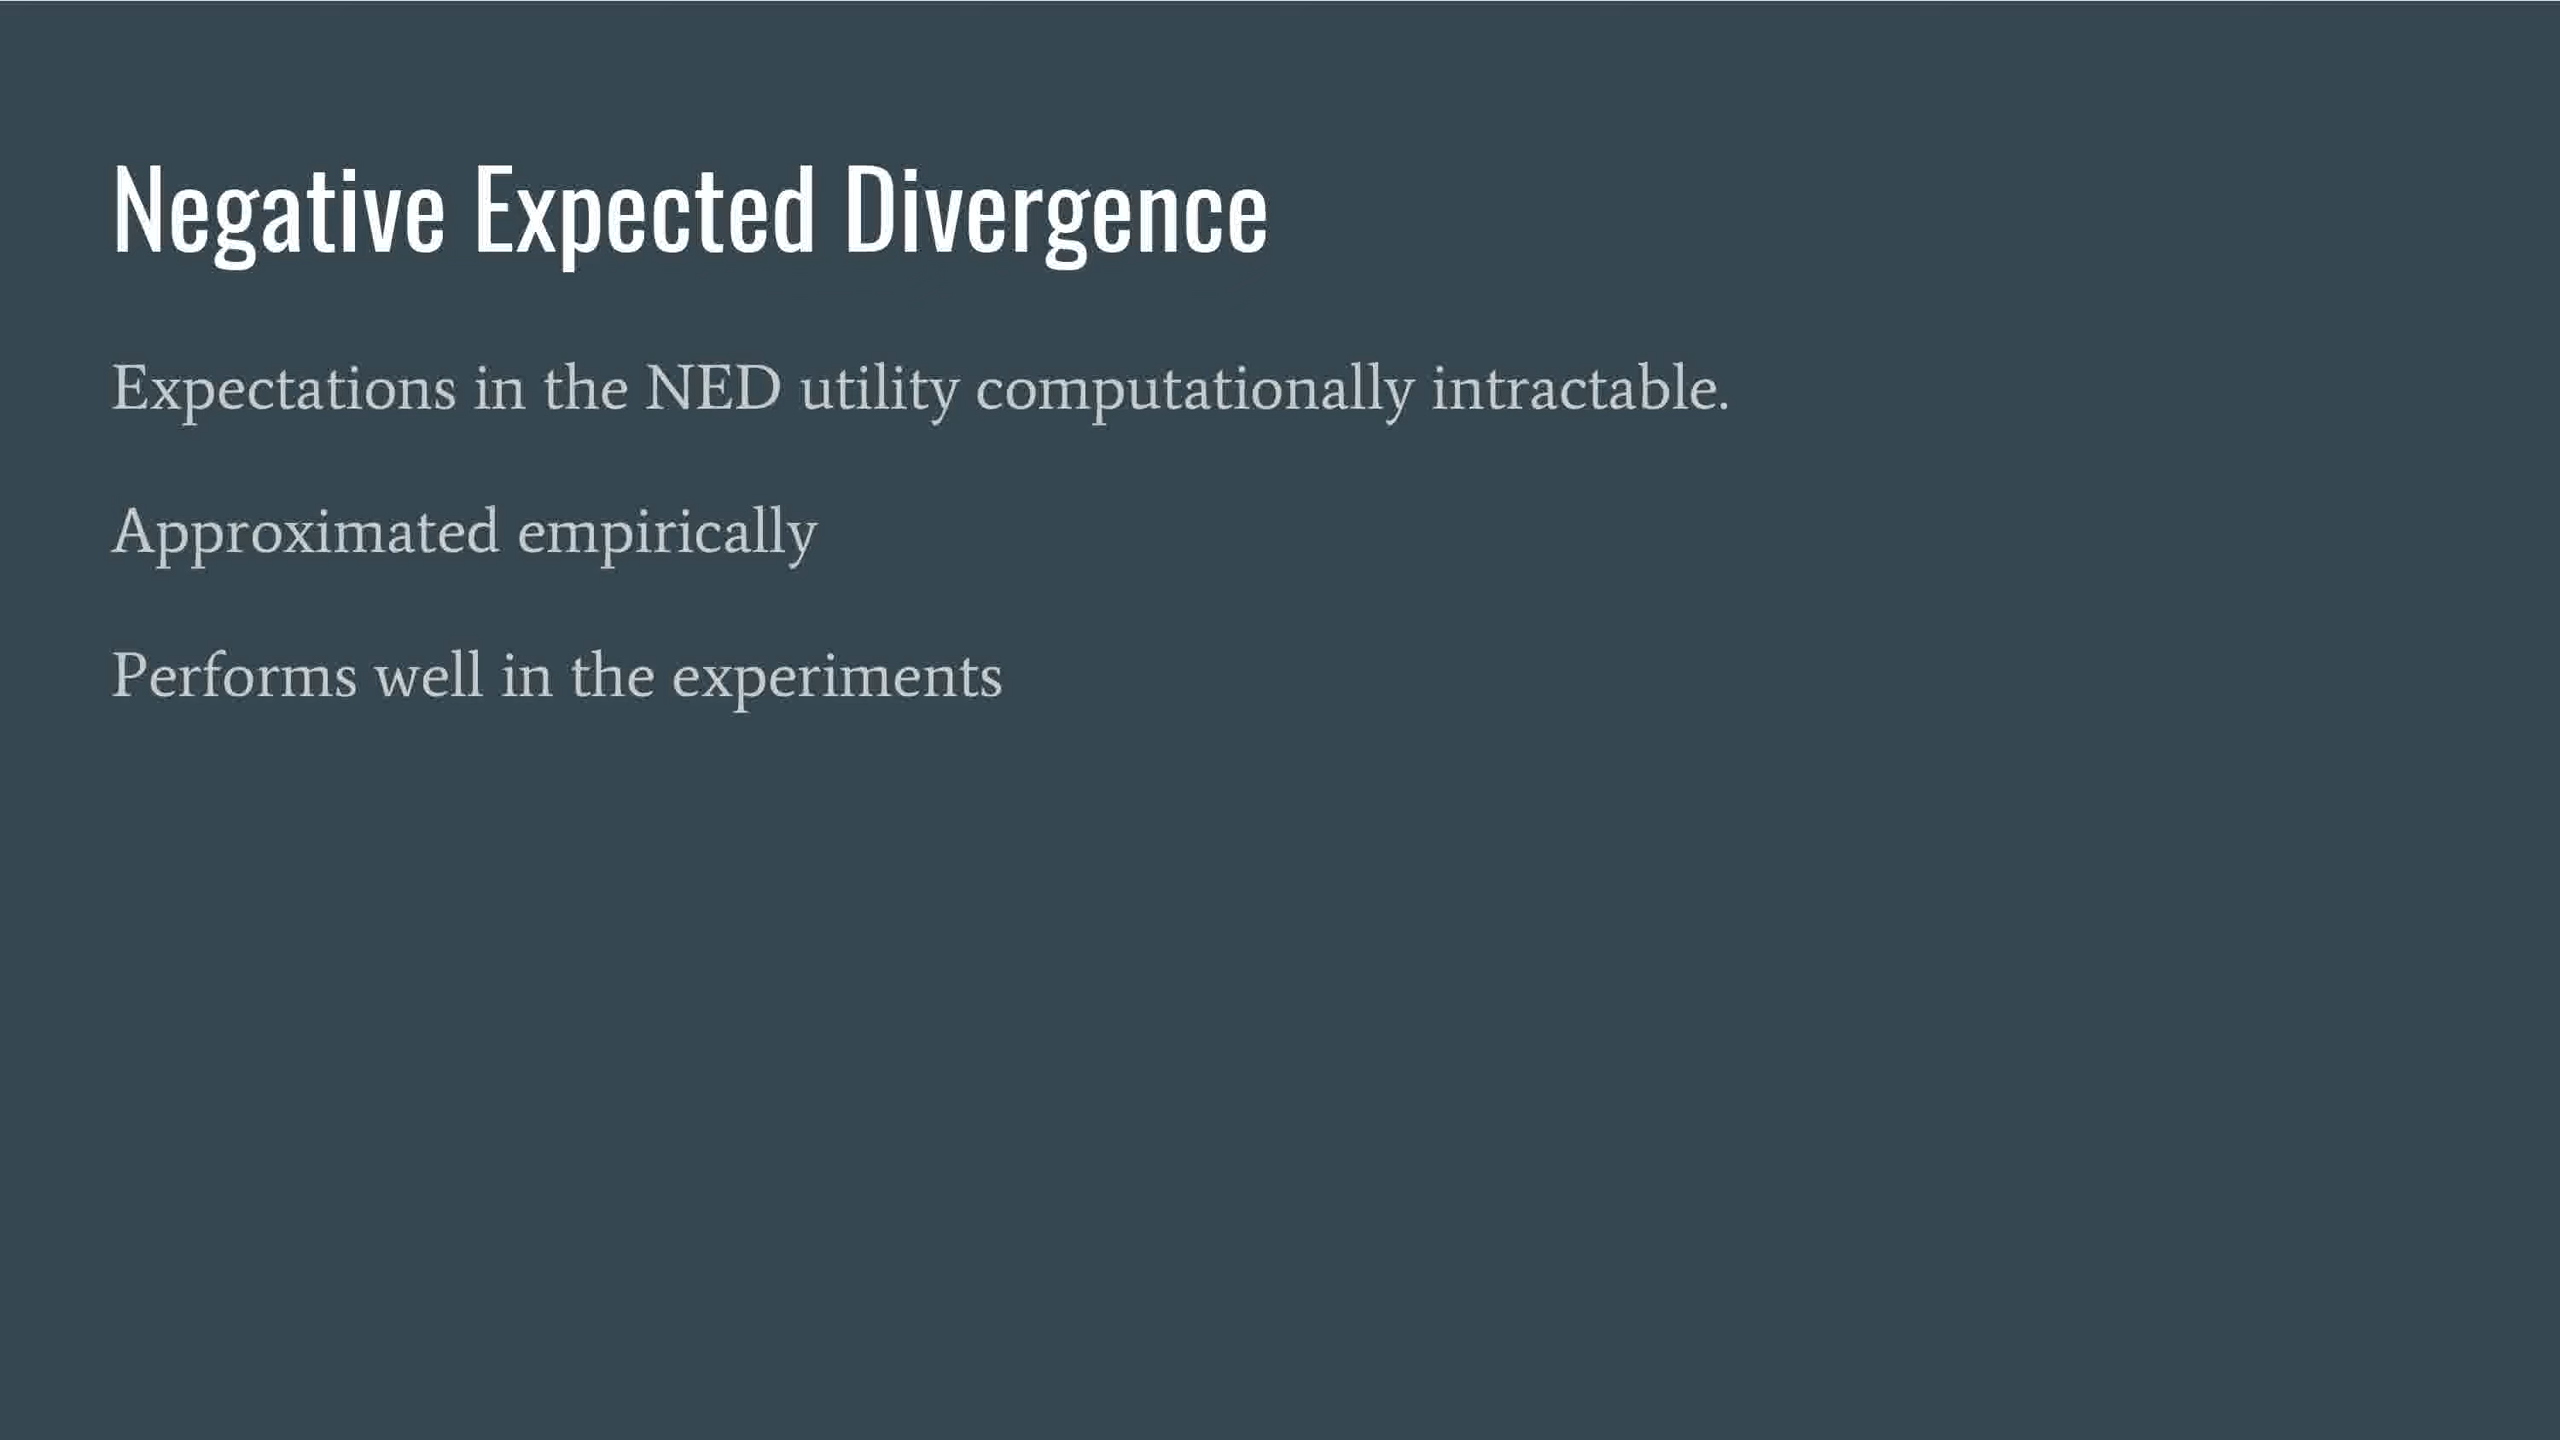 Negative Expected Divergence
Expectations in the NED utility computationally intractable.
Approximated empirically
Performs well in the experiments